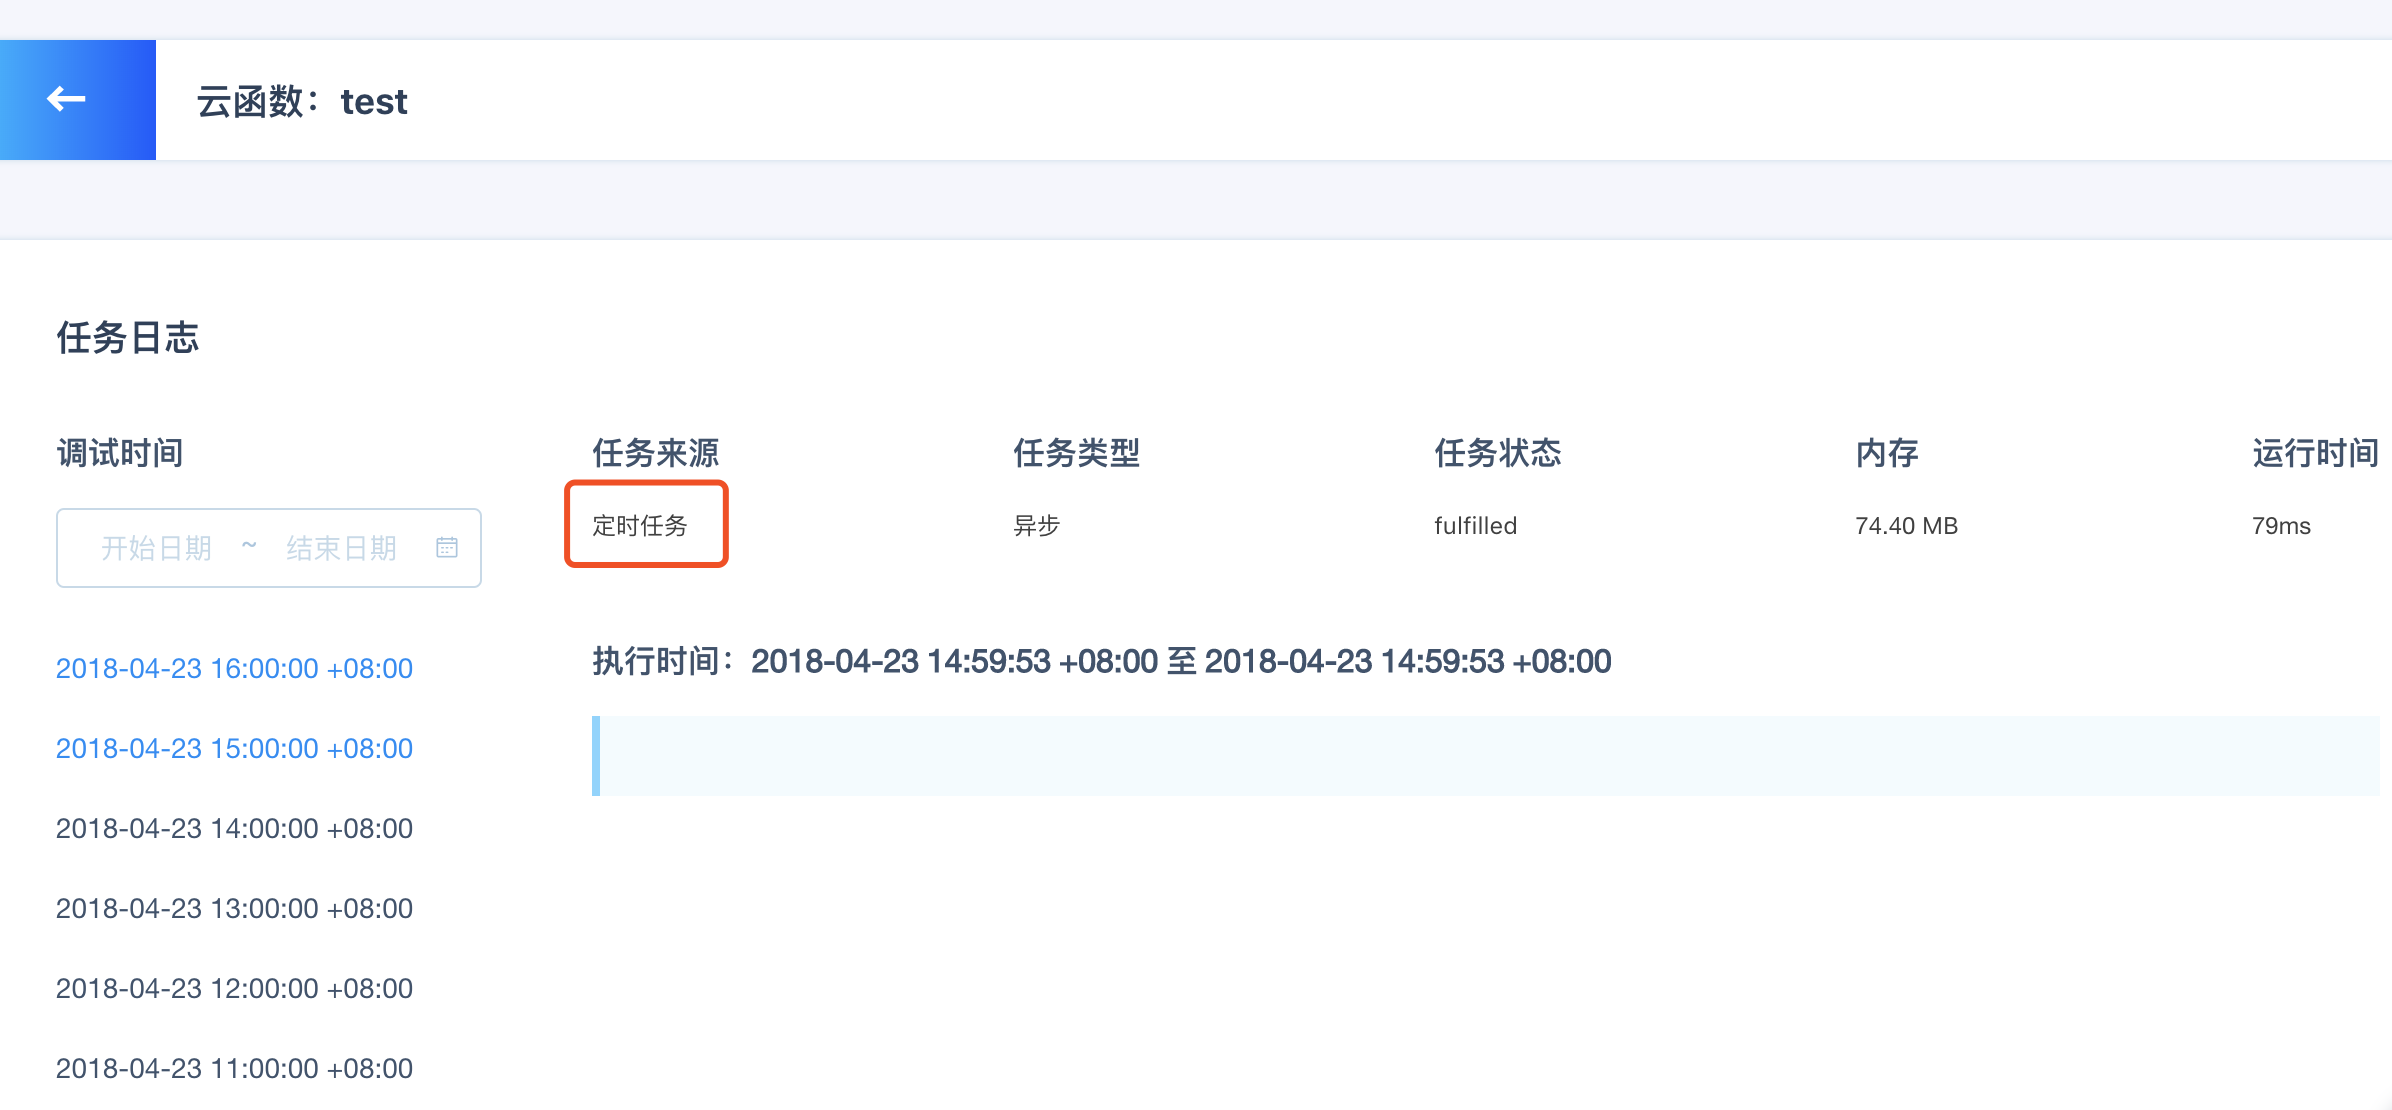 云函数：test
任务日志
调试时间
开始日期 ~ 结束日期
2018-04-23 16:00:00 +08:00
2018-04-23 15:00:00 +08:00
2018-04-23 14:00:00 +08:00
2018-04-23 13:00:00 +08:00
2018-04-23 12:00:00 +08:00
2018-04-23 11:00:00 +08:00
任务来源 任务类型 任务状态 内存 运行时间
定时任务 异步 fulfilled 74.40 MB 79ms
执行时间：2018-04-23 14:59:53 +08:00 至 2018-04-23 14:59:53 +08:00